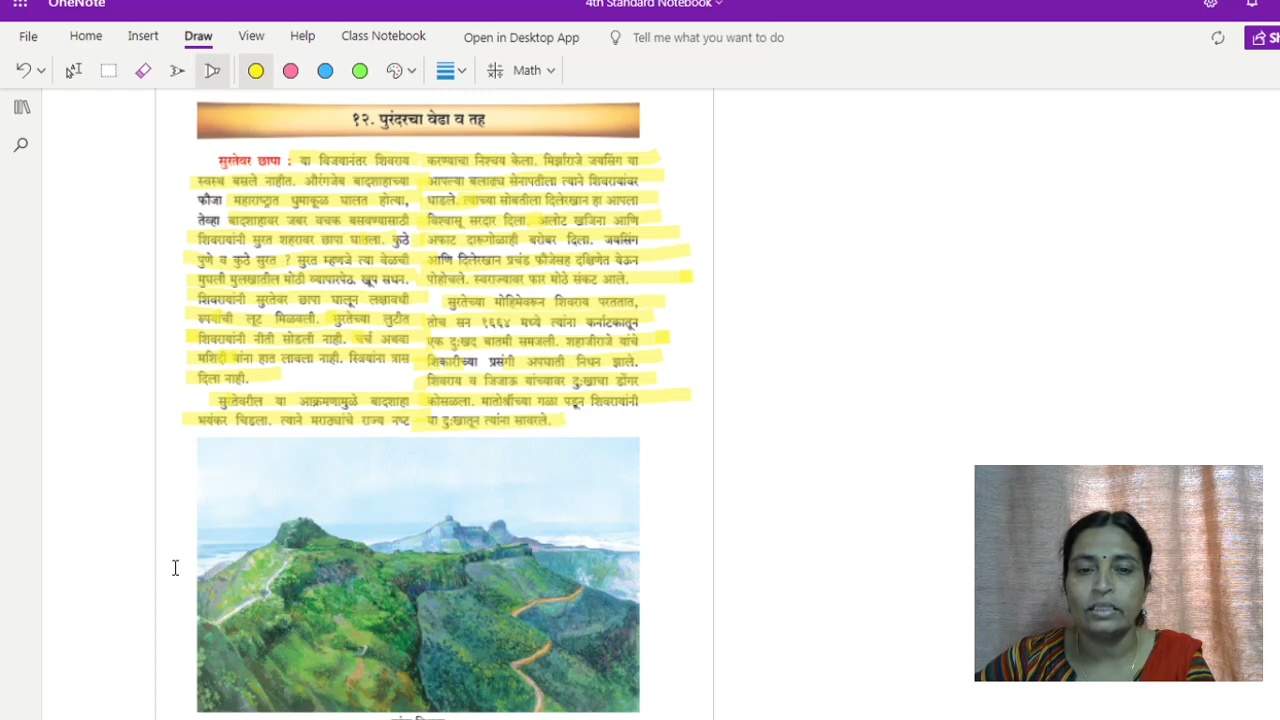 OneNote
4th Standard Notebook
File Home Insert Draw View Help Class Notebook Open in Desktop App Tell me what you want to do
Math
१२. पुरंदरचा वेढा व तह
सुरतेवर छापा : या विजयानंतर शिवराय
स्वस्थ बसले नाहीत. औरंगजेब बादशाहाच्या
फौजा महाराष्ट्रात धुमाकूळ घालत होत्या,
तेव्हा बादशाहावर जबर वचक बसवण्यासाठी
शिवरायांनी सुरत शहरावर छापा घातला. कुठे
पुणे व कुठे सुरत ? सुरत म्हणजे त्या वेळची
मुघली मुलखातील मोठी व्यापारपेठ. खूप सधन.
शिवरायांनी सुरतेवर छापा घालून लक्षावधी
रुपयांची लूट मिळवली. सुरतेच्या लुटीत
शिवरायांनी नीती सोडली नाही. चर्च अथवा
मशिदी यांना हात लावला नाही. स्त्रियांना त्रास
दिला नाही.
सुरतेवरील या आक्रमणामुळे बादशाहा
भयंकर चिडला. त्याने मराठ्यांचे राज्य नष्ट
करण्याचा निश्चय केला. मिर्झाराजे जयसिंग या
आपल्या बलाढ्य सेनापतीला त्याने शिवरायांवर
धाडले. त्याच्या सोबतीला दिलेरखान हा आपला
विश्वासू सरदार दिला. अलोट खजिना आणि
अफाट दारूगोळाही बरोबर दिला. जयसिंग
आणि दिलेरखान प्रचंड फौजेसह दक्षिणेत येऊन
पोहोचले. स्वराज्यावर फार मोठे संकट आले.
सुरतेच्या मोहिमेवरून शिवराय परततात,
तोच सन १६६४ मध्ये त्यांना कर्नाटकातून
एक दुःखद बातमी समजली. शहाजीराजे यांचे
शिकारीच्या प्रसंगी अपघाती निधन झाले.
शिवराय व जिजाऊ यांच्यावर दुःखाचा डोंगर
कोसळला. मातोश्रींच्या गळा पडून शिवरायांनी
या दुःखातून त्यांना सावरले.